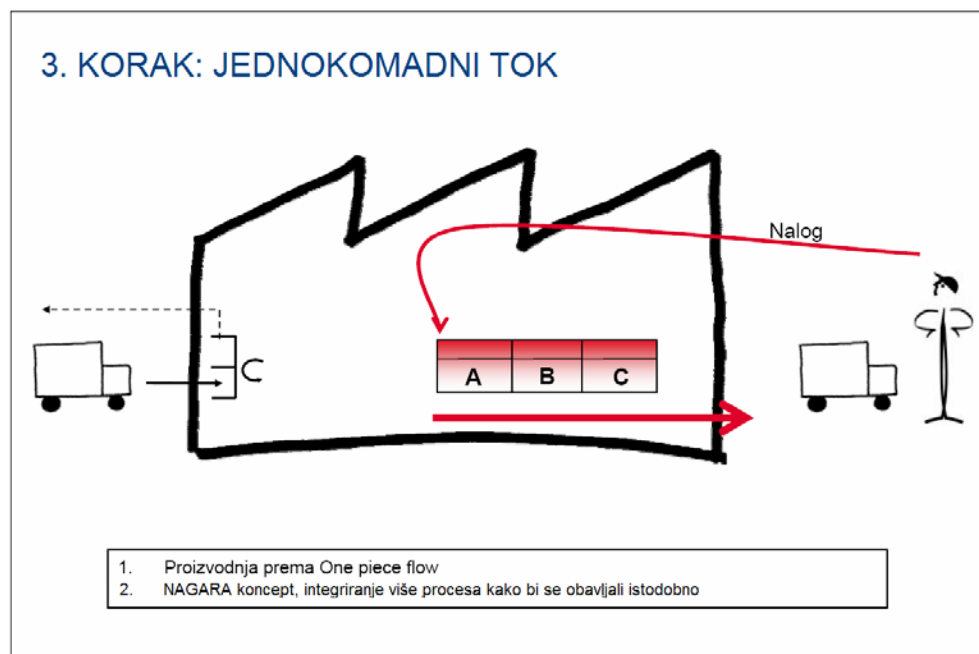 3. KORAK: JEDNOKOMADNI TOK
Nalog
A B C
1. Proizvodnja prema One piece flow
2. NAGARA koncept, integriranje više procesa kako bi se obavljali istodobno